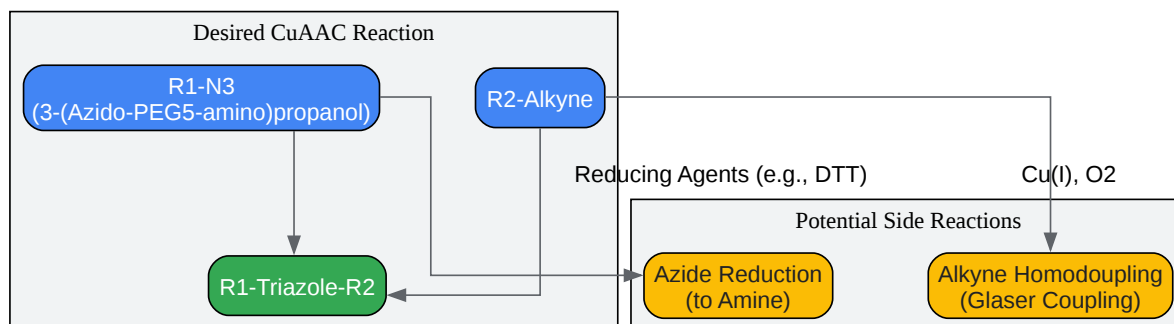 Desired CuAAC Reaction
R1-N3
(3-(Azido-PEG5-amino)propanol)
R2-Alkyne
Reducing Agents (e.g., DTT)
Cu(I), O2
Potential Side Reactions
R1-Triazole-R2
Azide Reduction
(to Amine)
Alkyne Homodoupling
(Glaser Coupling)